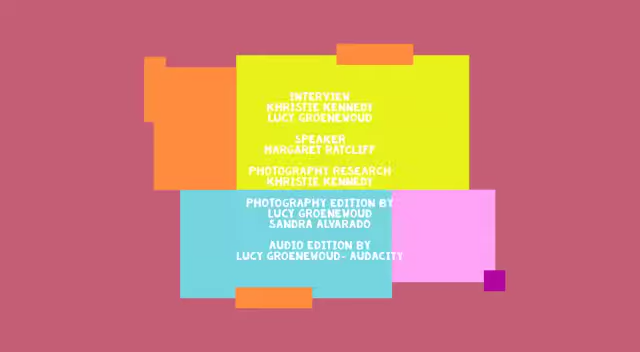 INTERVIEW
KHRISTIE KENNEDY
LUCY GROENEWOUD
SPEAKER
MARGARET RATCLIFF
PHOTOGRAPHY RESEARCH
KHRISTIE KENNEDY
PHOTOGRAPHY EDITION BY
LUCY GROENEWOUD
SANDRA ALVARADO
AUDIO EDITION BY
LUCY GROENEWOUD- AUDACITY